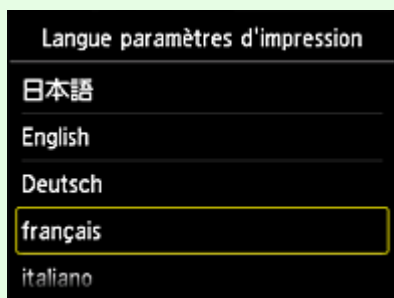 Langue paramètres d'impression
日本語
English
Deutsch
français
italiano